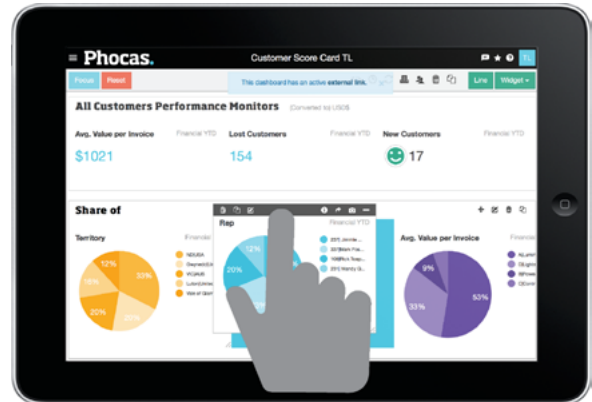 Phocas.
Customer Score Card TL
TL
Focus
Reset
This dashboard has an active external link.
Line
Widget
All Customers Performance Monitors
(Converted to) USD$
Avg. Value per Invoice
Financial YTD
Lost Customers
Financial YTD
New Customers
Financial YTD
$1021
154
17
Share of
Territory
Rep
Financial YTD
Avg. Value per Invoice
12%
33%
20%
12%
20%
9%
33%
53%